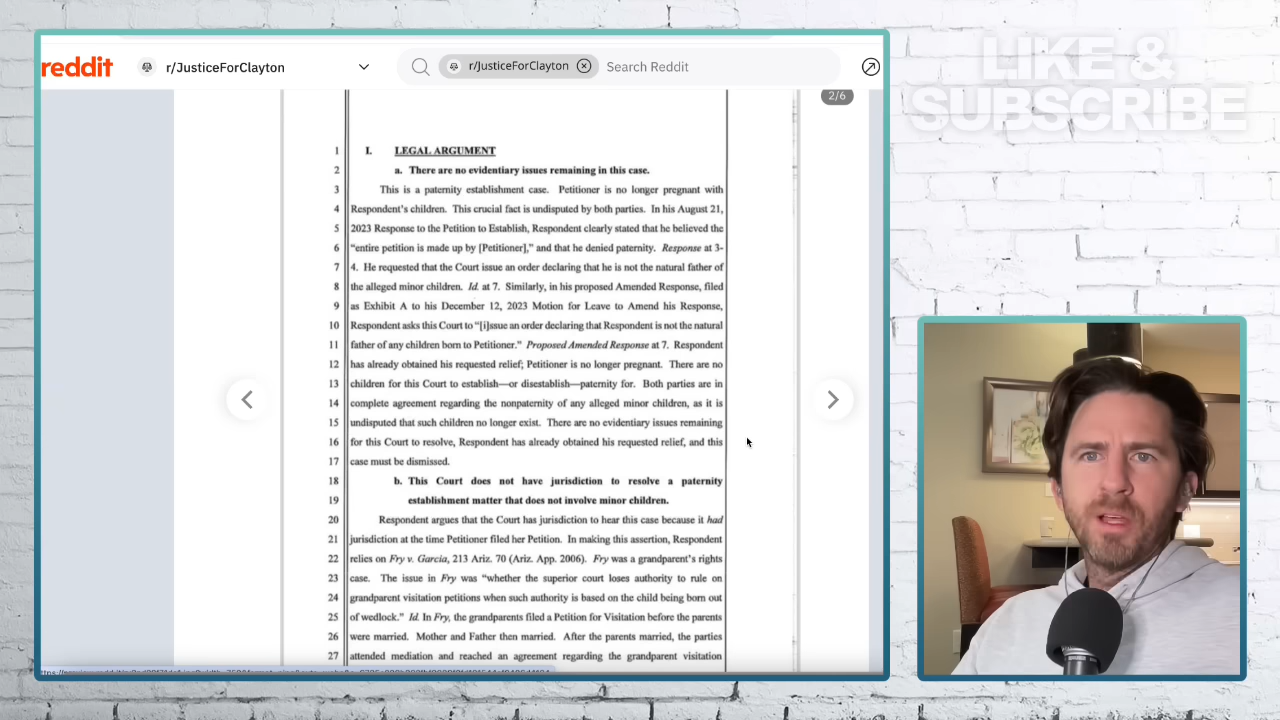 reddit
r/JusticeForClayton
r/JusticeForClayton
Search Reddit
LIKE &
SUBSCRIBE
2/6
1 I. LEGAL ARGUMENT
2 a. There are no evidentiary issues remaining in this case.
3 This is a paternity establishment case. Petitioner is no longer pregnant with
4 Respondent's children. This crucial fact is undisputed by both parties. In his August 21,
5 2023 Response to the Petition to Establish, Respondent clearly stated that he believed the
6 "entire petition is made up by [Petitioner]," and that he denied paternity. Response at 3-
7 4. He requested that the Court issue an order declaring that he is not the natural father of
8 the alleged minor children. Id. at 7. Similarly, in his proposed Amended Response, filed
9 as Exhibit A to his December 12, 2023 Motion for Leave to Amend his Response,
10 Respondent asks this Court to "[i]ssue an order declaring that Respondent is not the natural
11 father of any children born to Petitioner." Proposed Amended Response at 7. Respondent
12 has already obtained his requested relief; Petitioner is no longer pregnant. There are no
13 children for this Court to establish—or disestablish—paternity for. Both parties are in
14 complete agreement regarding the nonpaternity of any alleged minor children, as it is
15 undisputed that such children no longer exist. There are no evidentiary issues remaining
16 for this Court to resolve, Respondent has already obtained his requested relief, and this
17 case must be dismissed.
18 b. This Court does not have jurisdiction to resolve a paternity
19 establishment matter that does not involve minor children.
20 Respondent argues that the Court has jurisdiction to hear this case because it had
21 jurisdiction at the time Petitioner filed her Petition. In making this assertion, Respondent
22 relies on Fry v. Garcia, 213 Ariz. 70 (Ariz. App. 2006). Fry was a grandparent's rights
23 case. The issue in Fry was "whether the superior court loses authority to rule on
24 grandparent visitation petitions when such authority is based on the child being born out
25 of wedlock." Id. In Fry, the grandparents filed a Petition for Visitation before the parents
26 were married. Mother and Father then married. After the parents married, the parties
27 attended mediation and reached an agreement regarding the grandparent visitation